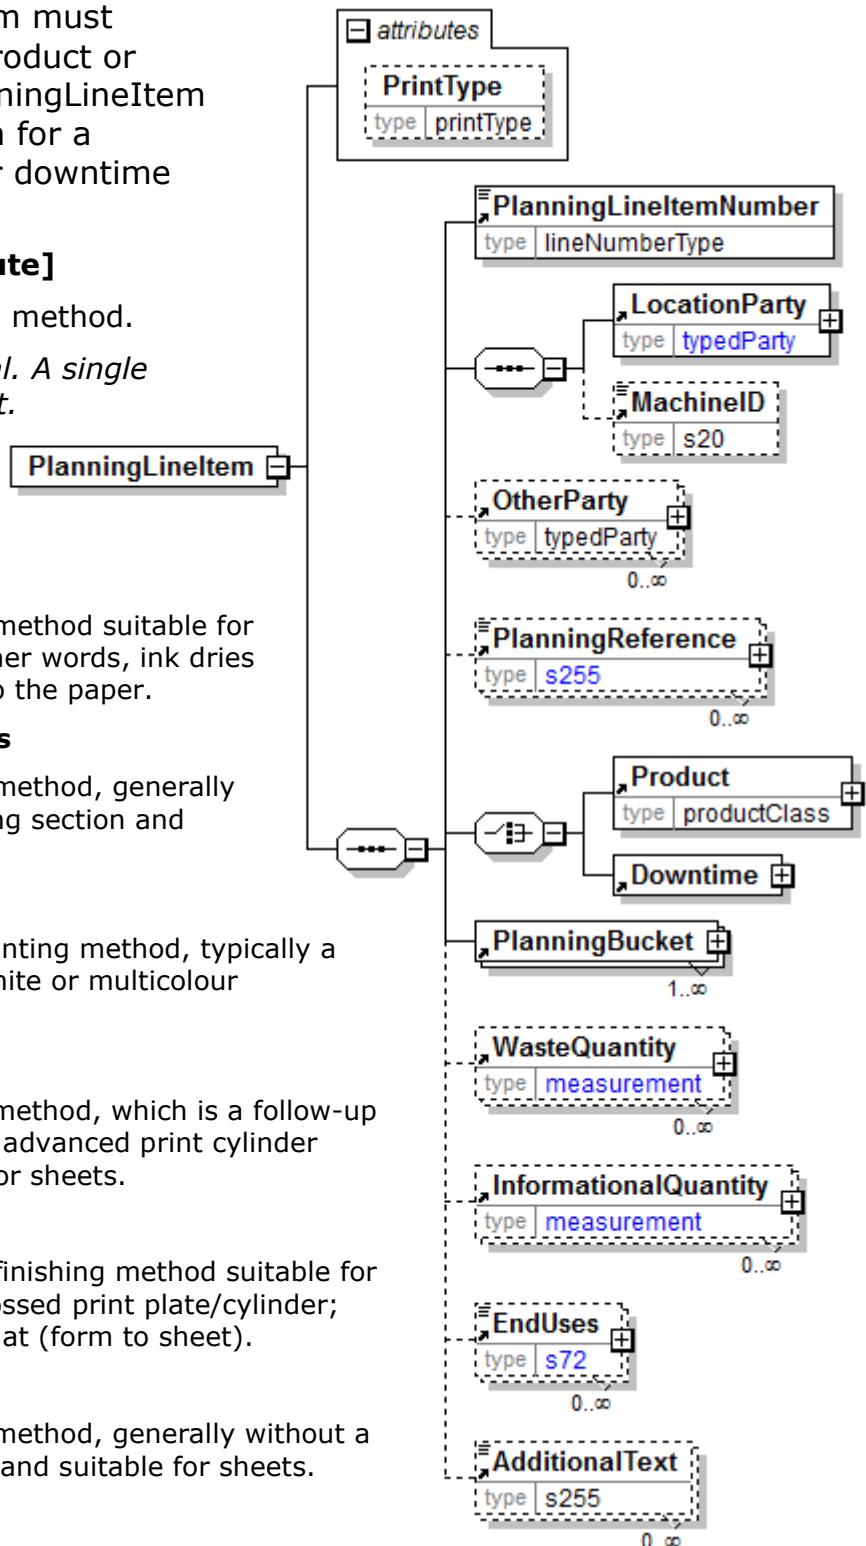 m must
roduct or
ningLineItem
n for a
r downtime
ute]
method.
l. A single
t.
method suitable for
ner words, ink dries
o the paper.
s
method, generally
ng section and
nting method, typically a
nite or multicolour
method, which is a follow-up
advanced print cylinder
or sheets.
finishing method suitable for
ossed print plate/cylinder;
at (form to sheet).
method, generally without a
and suitable for sheets.
attributes
PrintType
type printType
PlanningLineItemNumber
type lineNumberType
LocationParty
type typedParty
MachineID
type s20
PlanningLineItem
OtherParty
type typedParty
0..∞
PlanningReference
type s255
0..∞
Product
type productClass
Downtime
PlanningBucket
1..∞
WasteQuantity
type measurement
0..∞
InformationalQuantity
type measurement
0..∞
EndUses
type s72
0..∞
AdditionalText
type s255
0..∞